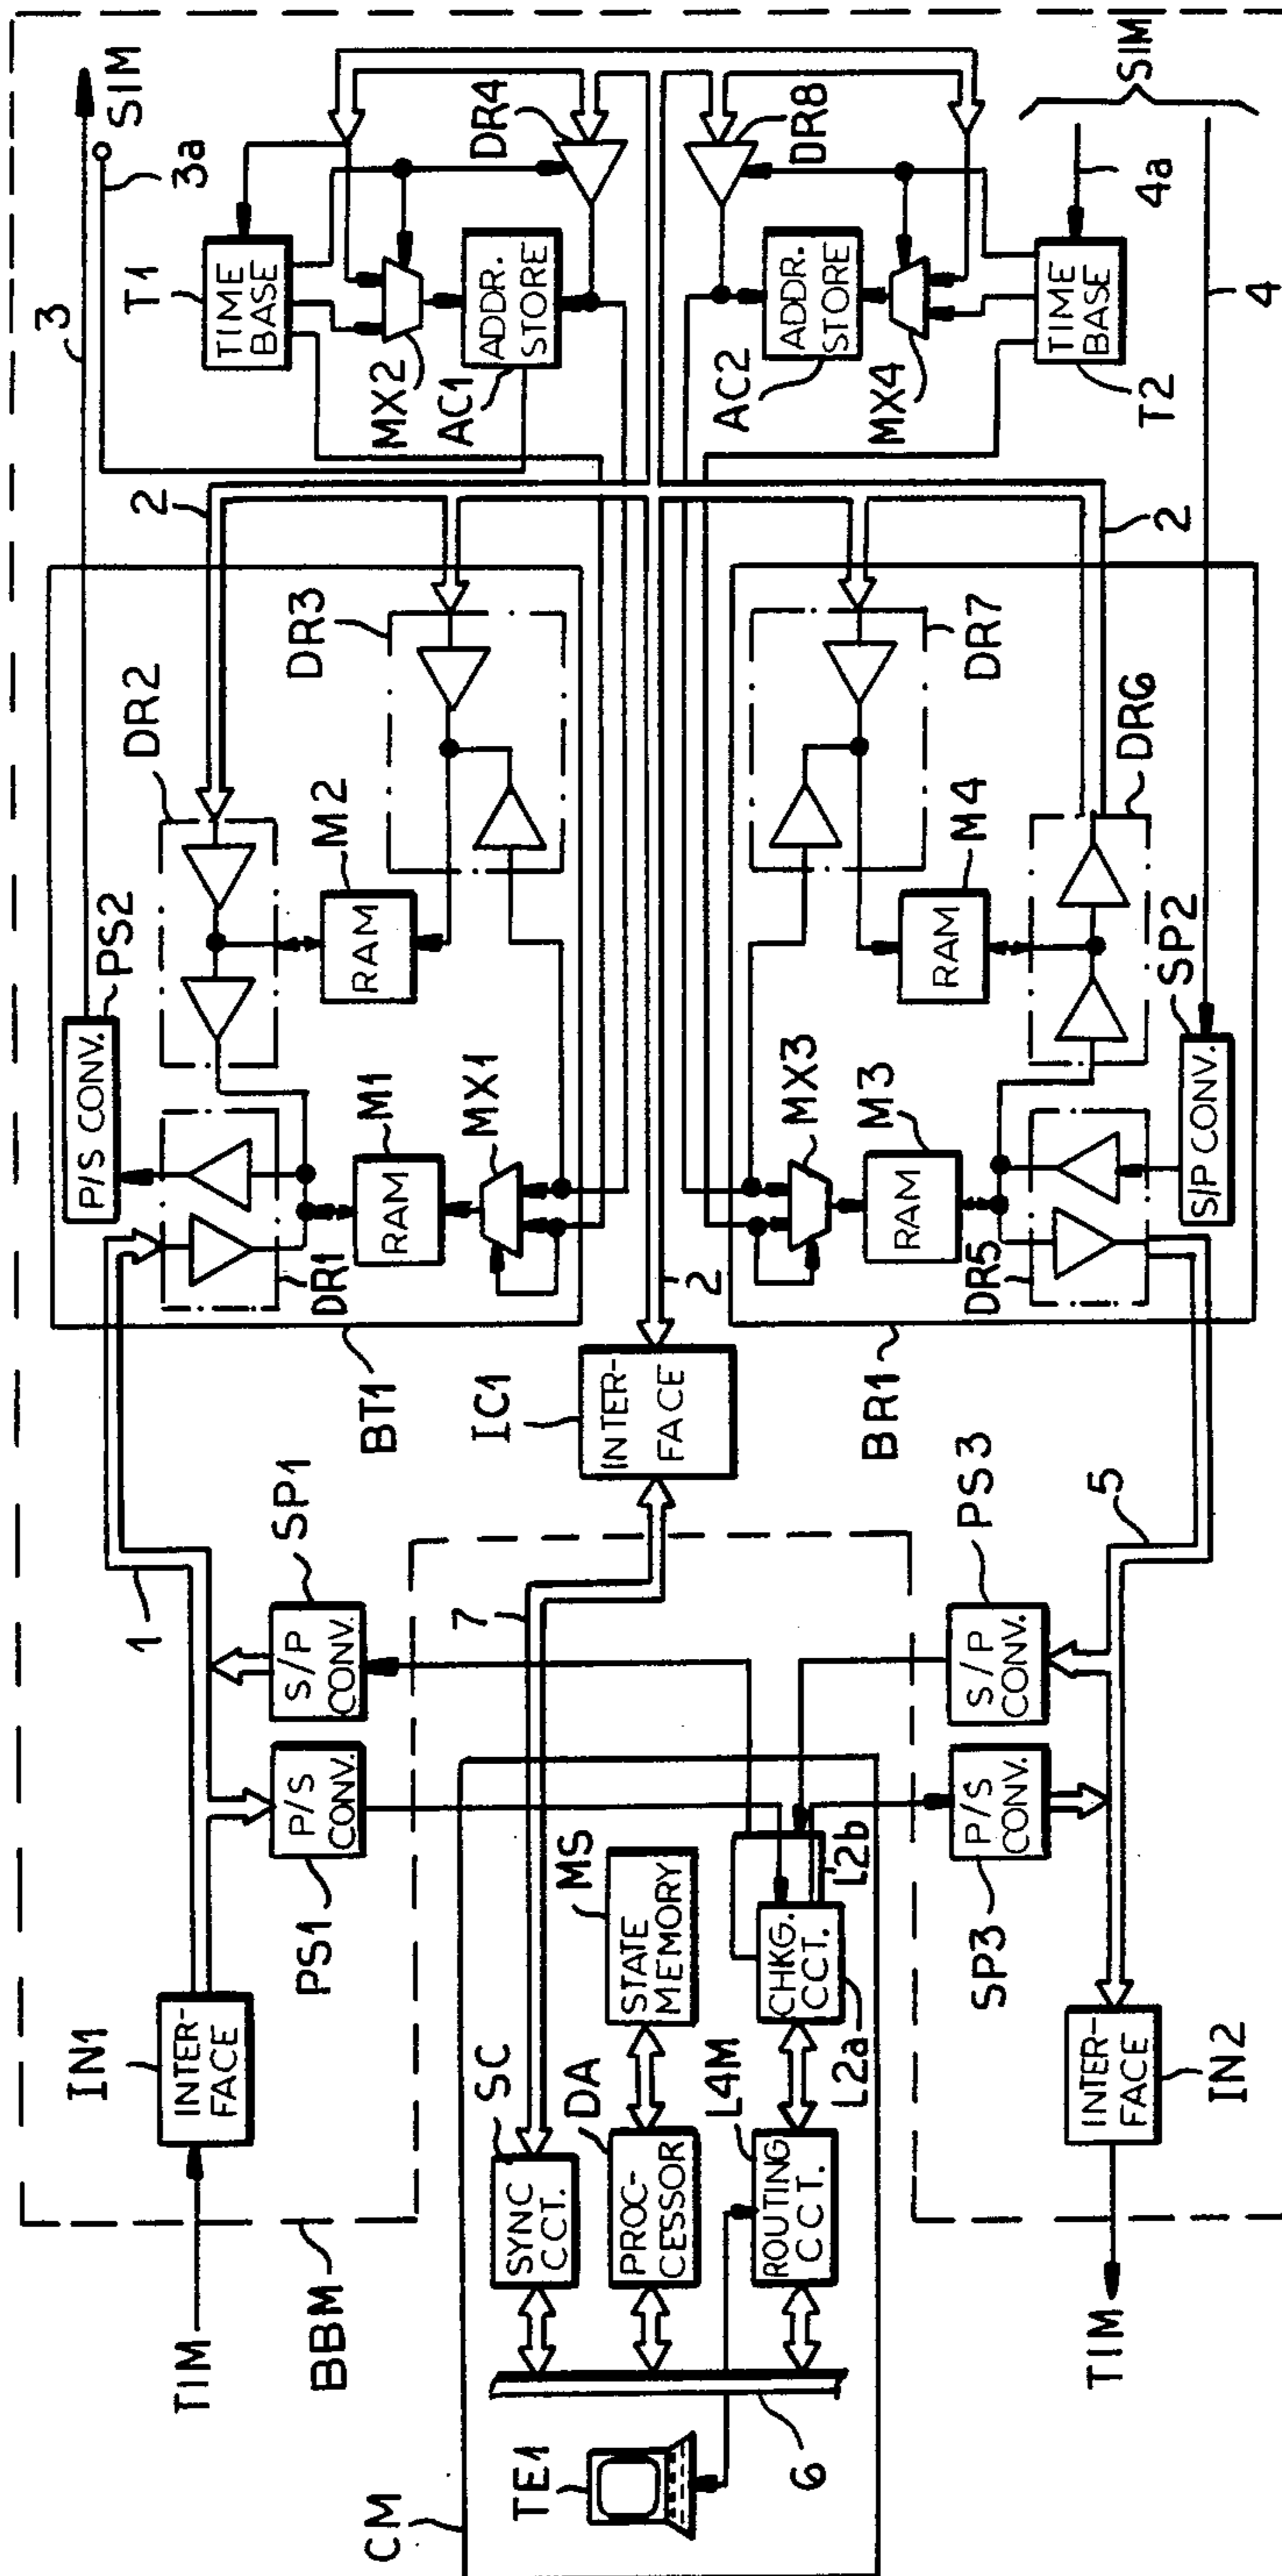 TIM
BBM
IN1
INTER-
FACE
1
PS1
P/S
CONV.
SP1
S/P
CONV.
BT1
DR1
PS2
P/S CONV.
DR2
2
3
SIM
3a
T1
TIME
BASE
MX2
AC1
ADDR.
STORE
DR4
M1
RAM
MX1
M2
RAM
DR3
CM
TE1
6
SC
SYNC
CCT.
DA
PROC-
CESSOR
MS
STATE
MEMORY
L4M
ROUTING
CCT.
L2a
CHKG.
CCT.
L2b
7
IC1
INTER-
FACE
2
BR1
MX3
M3
RAM
DR5
M4
RAM
DR7
DR6
SP2
S/P CONV.
2
AC2
ADDR.
STORE
MX4
DR8
T2
TIME
BASE
4a
4
SIM
SP3
P/S
CONV.
PS3
S/P
CONV.
5
IN2
INTER-
FACE
TIM